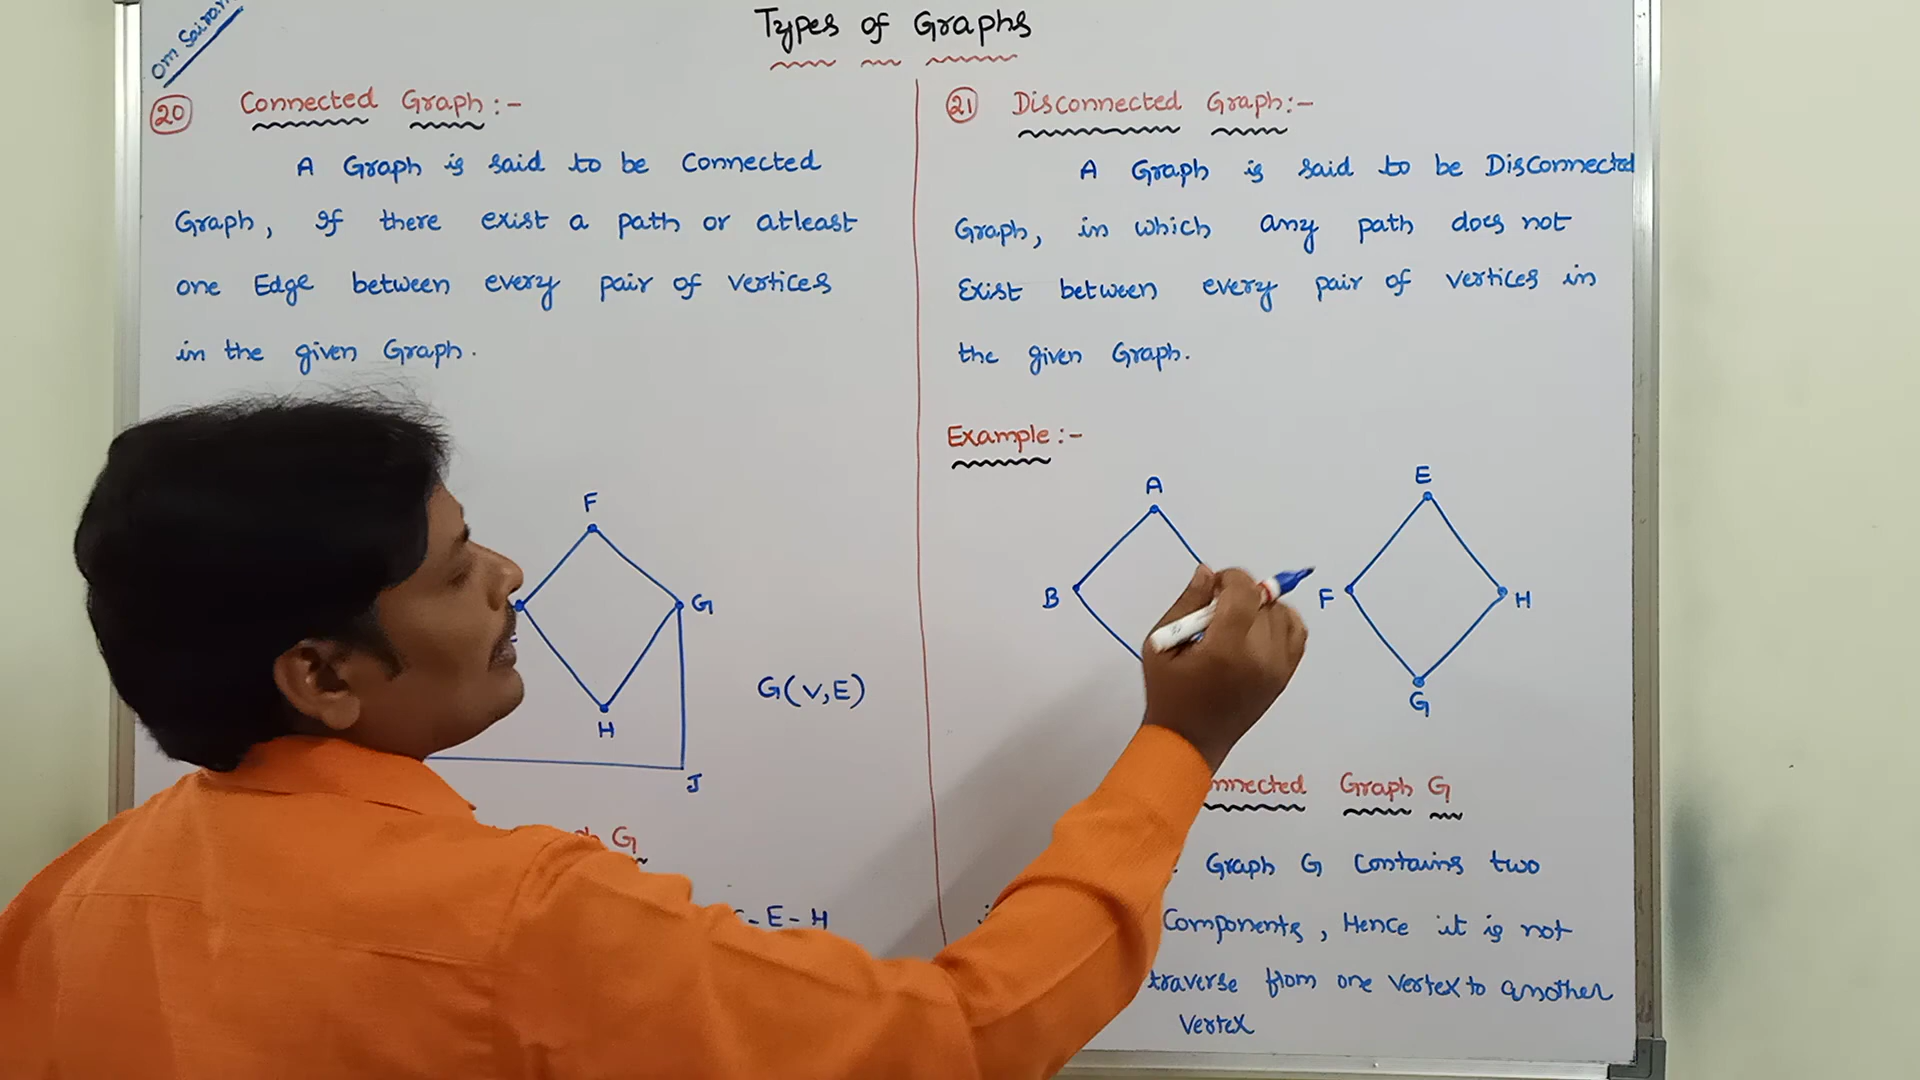 Om Sairam
Types of Graphs
20 Connected Graph:-
A Graph is said to be Connected
Graph, If there exist a path or atleast
one Edge between every pair of vertices
in the given Graph.
F
G
H
J
G(V,E)
G
E-H
21 Disconnected Graph:-
A Graph is said to be Disconnected
Graph, in which any path does not
Exist between every pair of vertices in
the given Graph.
Example:-
A
B
E
F
H
G
nnected Graph G
Graph G Contains two
Components, Hence it is not
traverse from one vertex to another
vertex